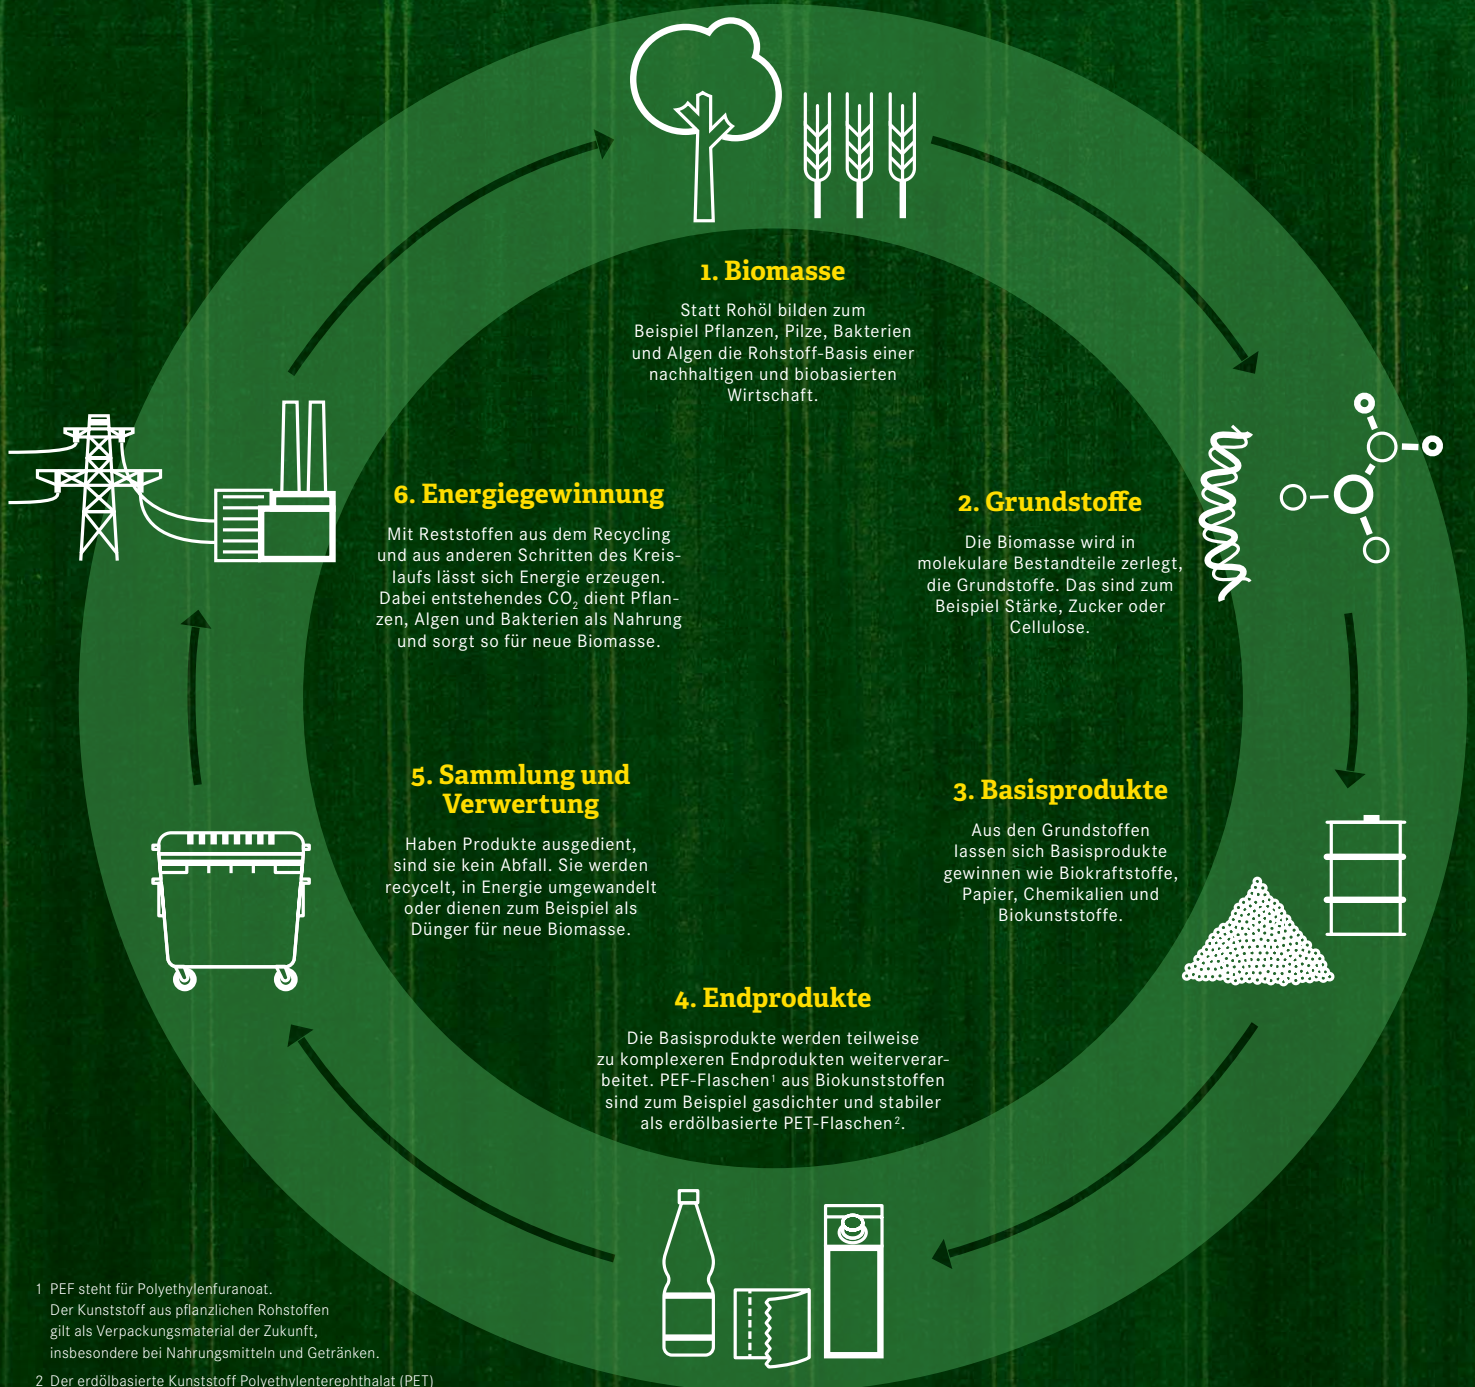 1. Biomasse
Statt Rohöl bilden zum
Beispiel Pflanzen, Pilze, Bakterien
und Algen die Rohstoff-Basis einer
nachhaltigen und biobasierten
Wirtschaft.
2. Grundstoffe
Die Biomasse wird in
molekulare Bestandteile zerlegt,
die Grundstoffe. Das sind zum
Beispiel Stärke, Zucker oder
Cellulose.
3. Basisprodukte
Aus den Grundstoffen
lassen sich Basisprodukte
gewinnen wie Biokraftstoffe,
Papier, Chemikalien und
Biokunststoffe.
4. Endprodukte
Die Basisprodukte werden teilweise
zu komplexeren Endprodukten weiterverar-
beitet. PEF-Flaschen¹ aus Biokunststoffen
sind zum Beispiel gasdichter und stabiler
als erdölbasierte PET-Flaschen².
5. Sammlung und
Verwertung
Haben Produkte ausgedient,
sind sie kein Abfall. Sie werden
recycelt, in Energie umgewandelt
oder dienen zum Beispiel als
Dünger für neue Biomasse.
6. Energiegewinnung
Mit Reststoffen aus dem Recycling
und aus anderen Schritten des Kreis-
laufs lässt sich Energie erzeugen.
Dabei entstehendes CO₂ dient Pflan-
zen, Algen und Bakterien als Nahrung
und sorgt so für neue Biomasse.
1 PEF steht für Polyethylenfuranoat.
Der Kunststoff aus pflanzlichen Rohstoffen
gilt als Verpackungsmaterial der Zukunft,
insbesondere bei Nahrungsmitteln und Getränken.
2 Der erdölbasierte Kunststoff Polyethylenterephthalat (PET)